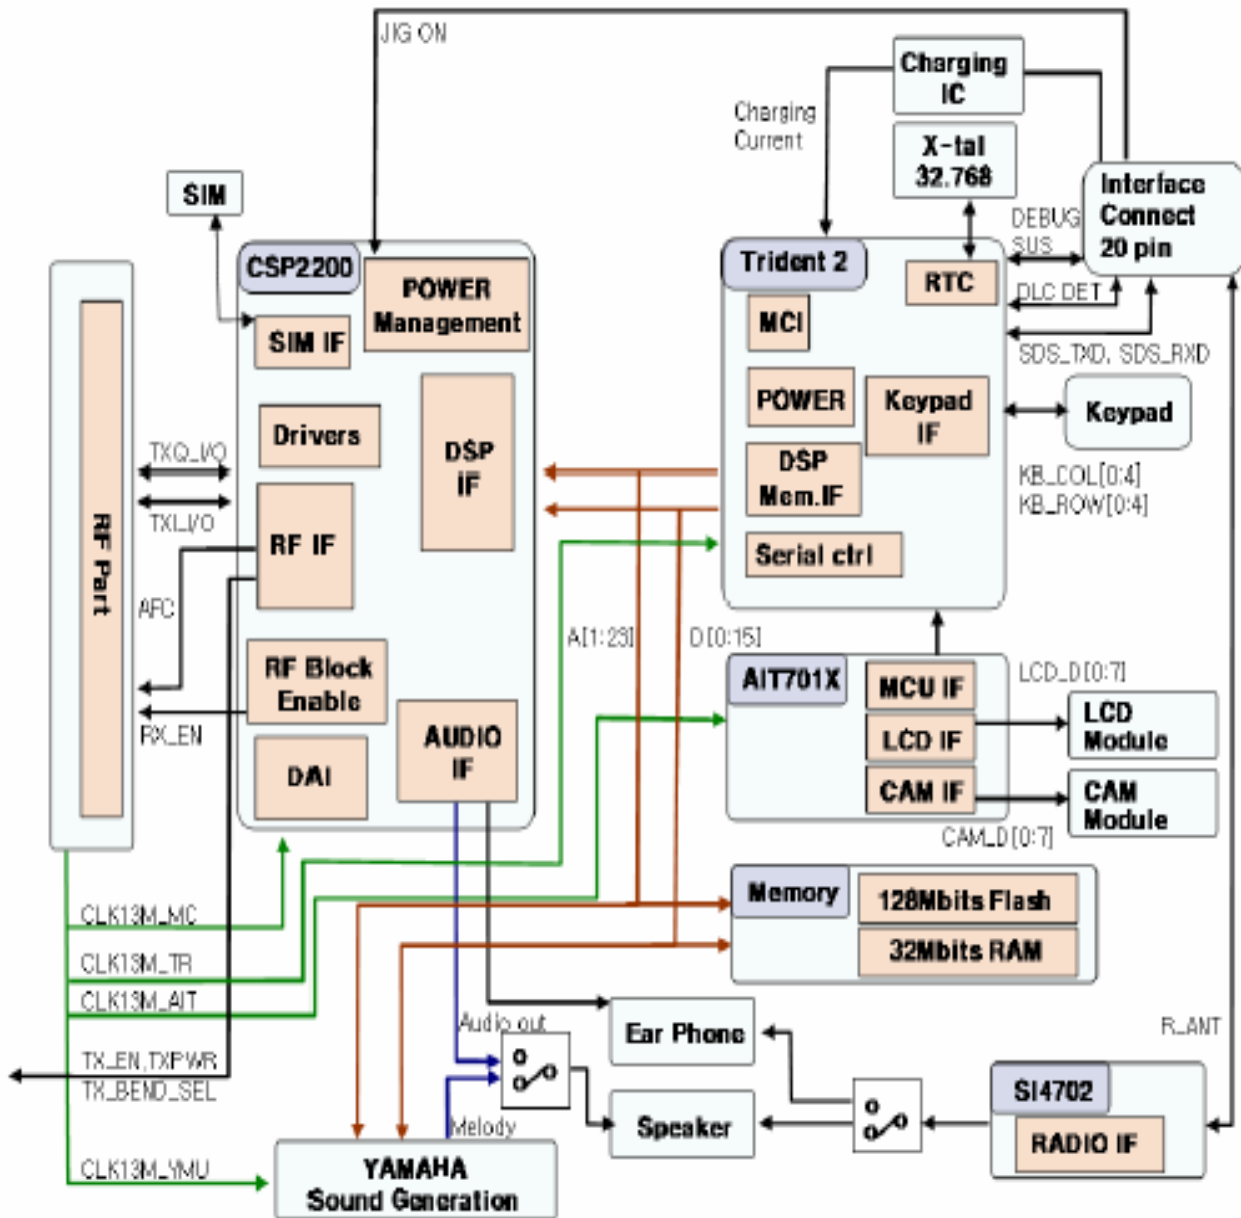 JIG ON
Charging
IC
Charging
Current
X-tal
32.768
SIM
Interface
Connect
20 pin
DEBUG
SUS
CSP2200
POWER
Management
Trident 2
RTC
DLC DET
MCI
SIM IF
SDS_TXD, SDS_RXD
POWER
Keypad
IF
Keypad
Drivers
DSP
IF
TXQ_I/O
DSP
Mem.IF
KB_COL[0:4]
KB_ROW[0:4]
TXI_I/O
RF IF
RF Part
Serial ctrl
AFC
A[1:23]
D[0:15]
RF Block
Enable
AIT701X
MCU IF
LCD_D[0:7]
RX_EN
AUDIO
IF
LCD IF
LCD
Module
DAI
CAM IF
CAM
Module
CAM_D[0:7]
Memory
128Mbits Flash
CLK13M_MC
32Mbits RAM
CLK13M_TR
CLK13M_AIT
Audio out
Ear Phone
R_ANT
TX_EN,TXPWR
TX_BEND_SEL
SI4702
Melody
Speaker
RADIO IF
CLK13M_YMU
YAMAHA
Sound Generation